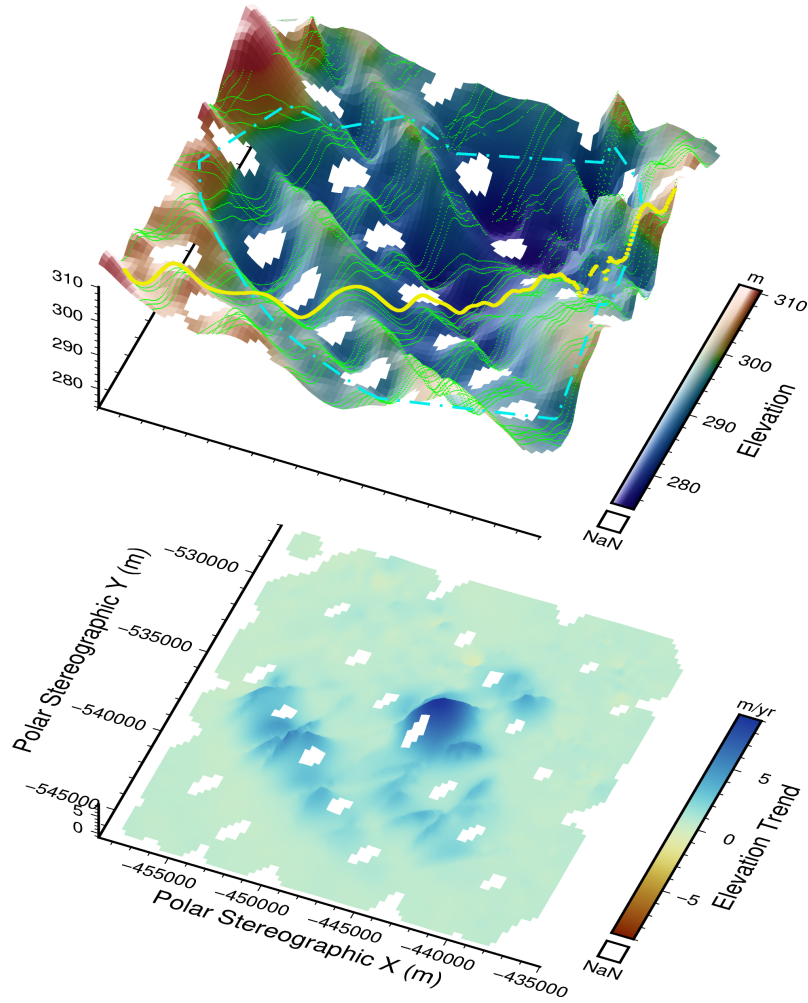 310
300
290
280
m
310
300
290
280
Elevation
NaN
−530000
−535000
−540000
−545000
5
0
Polar Stereographic Y (m)
−455000
−450000
−445000
−440000
−435000
Polar Stereographic X (m)
m/yr
5
0
−5
Elevation Trend
NaN